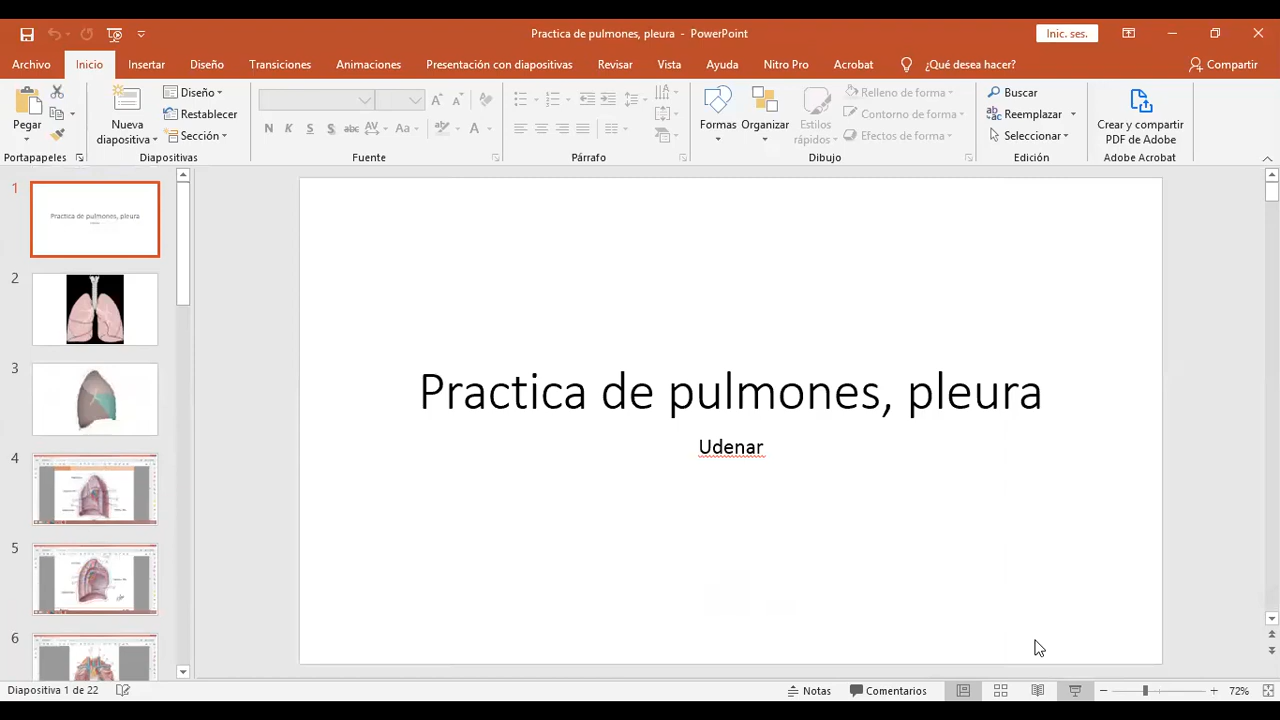 Practica de pulmones, pleura - PowerPoint
Inic. ses.
Archivo
Inicio
Insertar
Diseño
Transiciones
Animaciones
Presentación con diapositivas
Revisar
Vista
Ayuda
Nitro Pro
Acrobat
¿Qué desea hacer?
Compartir
Pegar
Portapapeles
Nueva
diapositiva
Diseño
Restablecer
Sección
Diapositivas
N K S S abc AV Aa A
Fuente
Párrafo
Formas
Organizar
Estilos
rápidos
Relleno de forma
Contorno de forma
Efectos de forma
Dibujo
Buscar
Reemplazar
Seleccionar
Edición
Crear y compartir
PDF de Adobe
Adobe Acrobat
1
Practica de pulmones, pleura
2
3
4
5
6
Practica de pulmones, pleura
Udenar
Diapositiva 1 de 22
Notas
Comentarios
72%